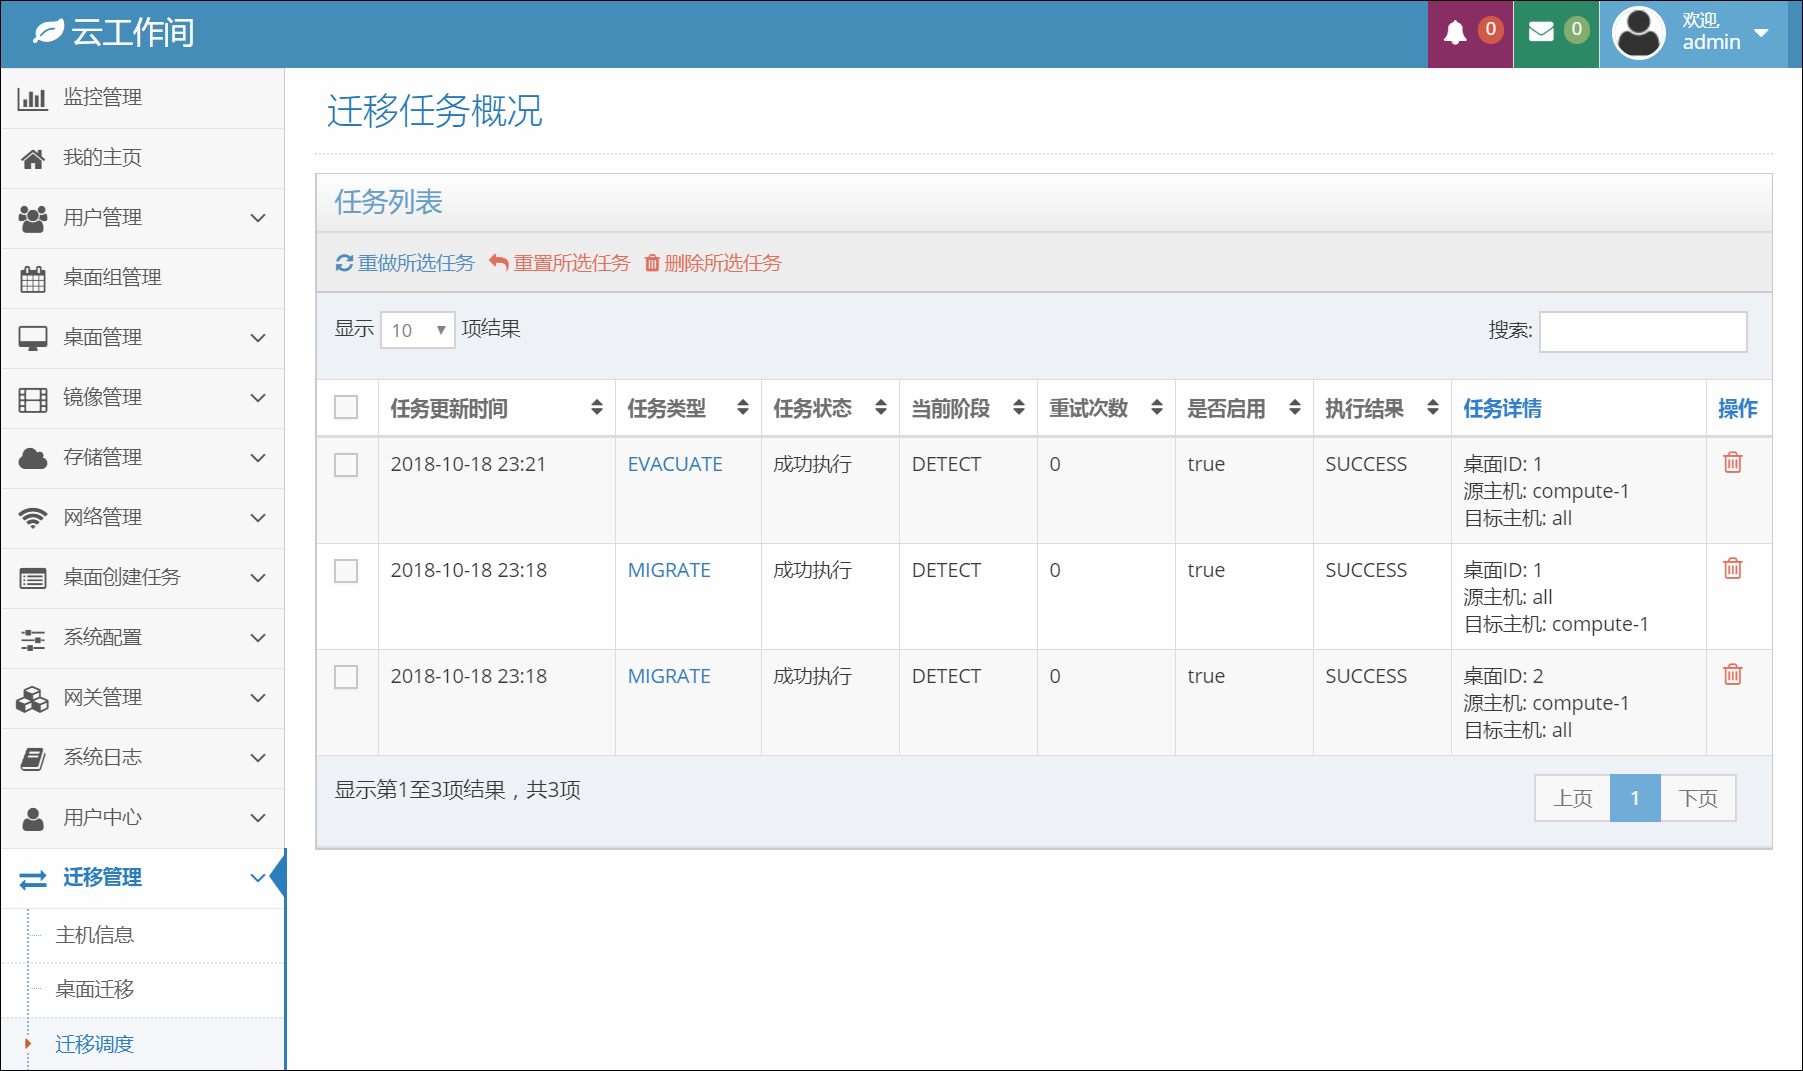 云工作间
0
0
欢迎,
admin
监控管理
我的主页
用户管理
桌面组管理
桌面管理
镜像管理
存储管理
网络管理
桌面创建任务
系统配置
网关管理
系统日志
用户中心
迁移管理
主机信息
桌面迁移
迁移调度
迁移任务概况
任务列表
重做所选任务 重置所选任务 删除所选任务
显示 10 项结果
搜索:
任务更新时间 任务类型 任务状态 当前阶段 重试次数 是否启用 执行结果 任务详情 操作
2018-10-18 23:21 EVACUATE 成功执行 DETECT 0 true SUCCESS 桌面ID: 1
源主机: compute-1
目标主机: all
2018-10-18 23:18 MIGRATE 成功执行 DETECT 0 true SUCCESS 桌面ID: 1
源主机: all
目标主机: compute-1
2018-10-18 23:18 MIGRATE 成功执行 DETECT 0 true SUCCESS 桌面ID: 2
源主机: compute-1
目标主机: all
显示第1至3项结果，共3项
上页 1 下页